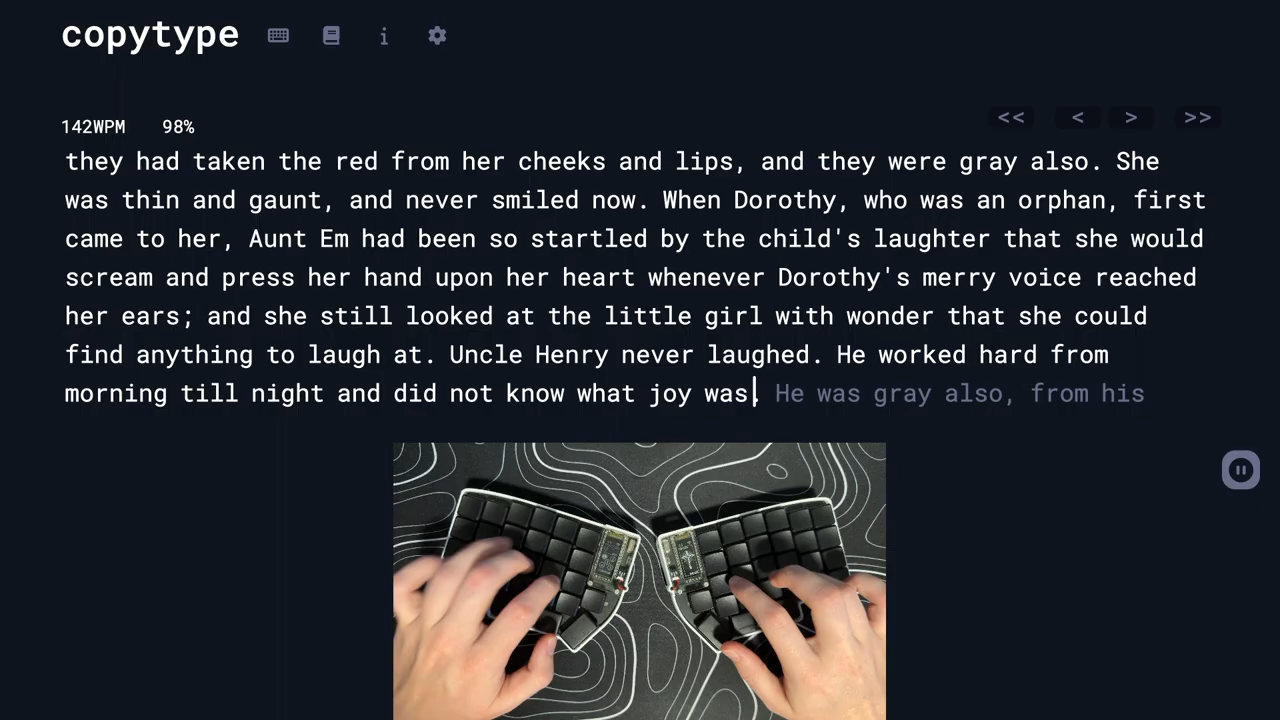 copytype
<< < > >>
142WPM 98%
they had taken the red from her cheeks and lips, and they were gray also. She
was thin and gaunt, and never smiled now. When Dorothy, who was an orphan, first
came to her, Aunt Em had been so startled by the child's laughter that she would
scream and press her hand upon her heart whenever Dorothy's merry voice reached
her ears; and she still looked at the little girl with wonder that she could
find anything to laugh at. Uncle Henry never laughed. He worked hard from
morning till night and did not know what joy was. He was gray also, from his